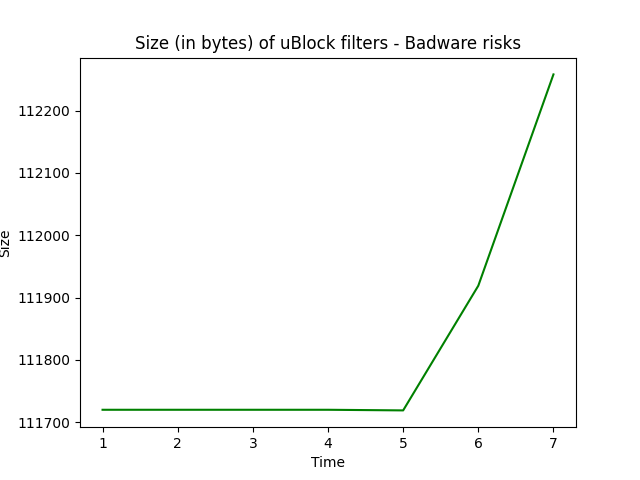 Size (in bytes) of uBlock filters - Badware risks
112200
112100
112000
111900
111800
111700
Size
1 2 3 4 5 6 7
Time